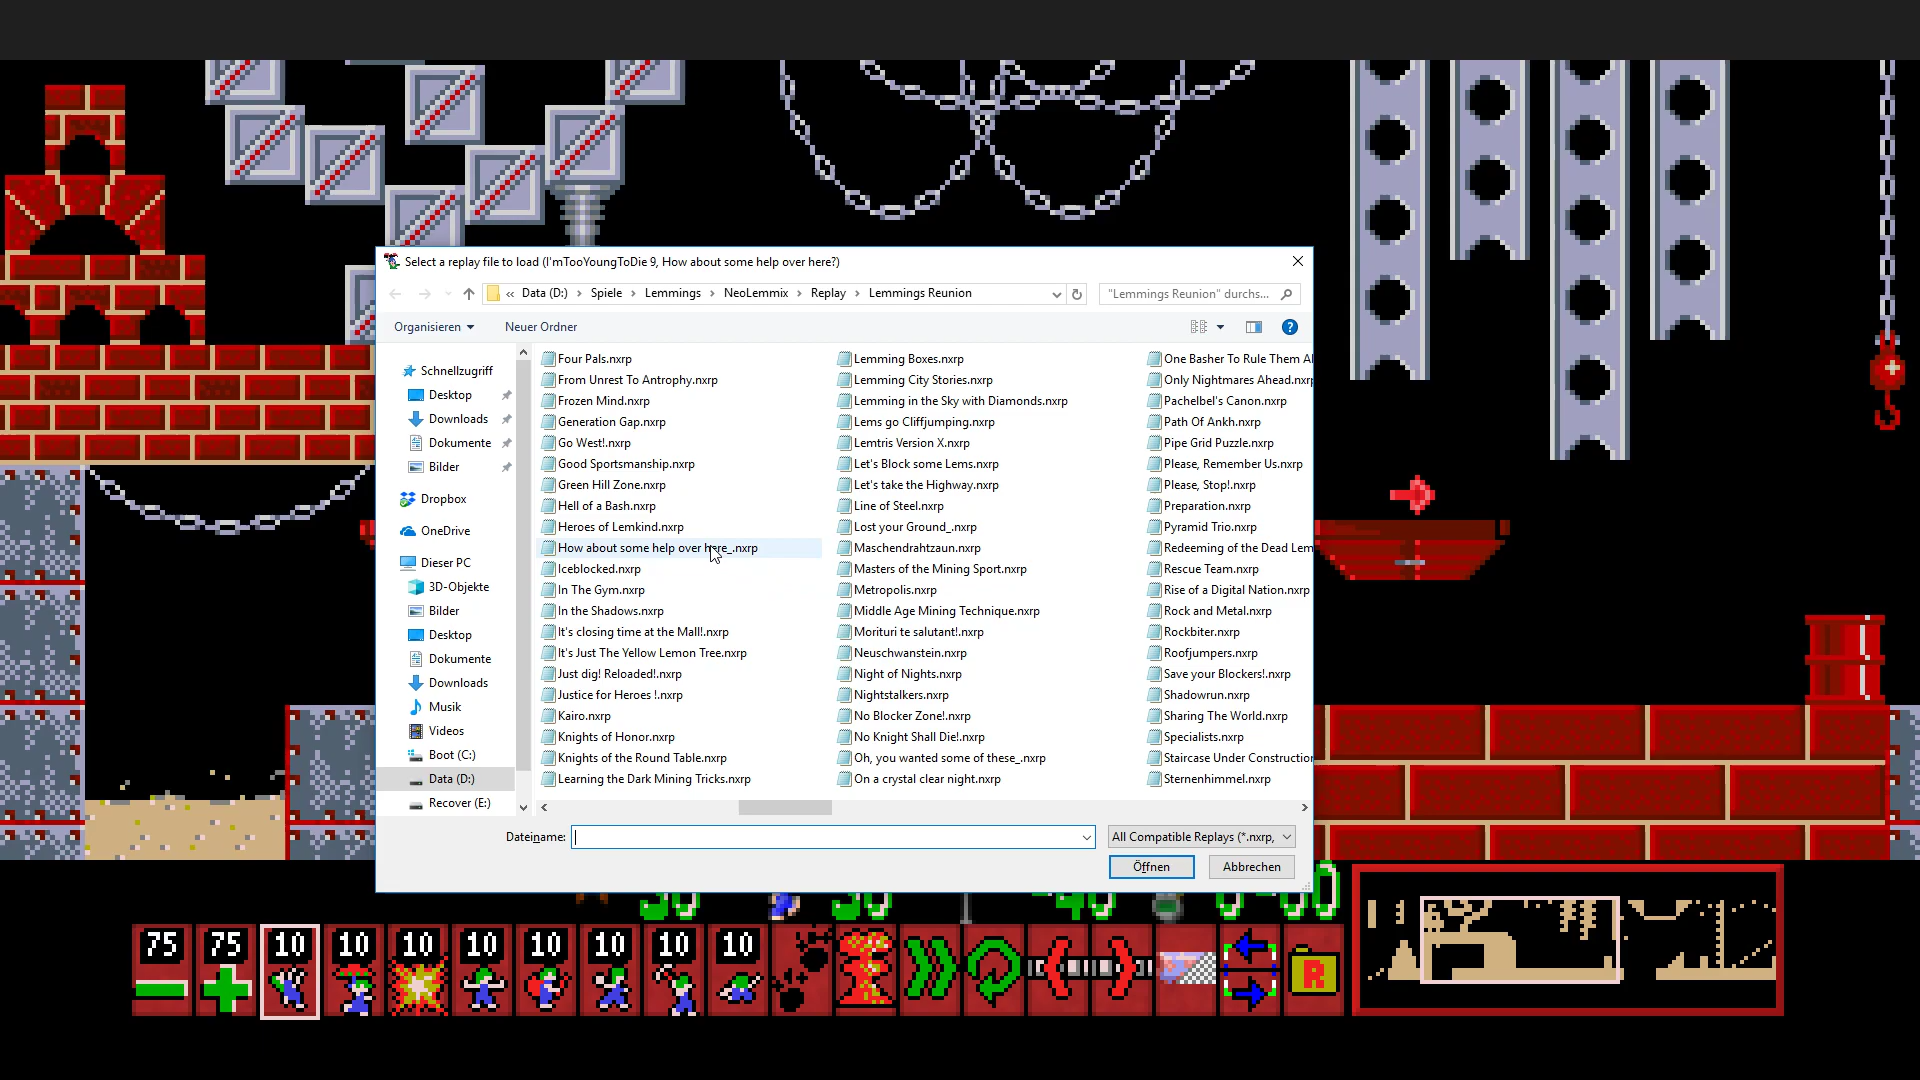 Select a replay file to load (I'mTooYoungToDie 9, How about some help over here?)
« Data (D:) › Spiele › Lemmings › NeoLemmix › Replay › Lemmings Reunion
"Lemmings Reunion" durchs...
Organisieren
Neuer Ordner
Schnellzugriff
Desktop
Downloads
Dokumente
Bilder
Dropbox
OneDrive
Dieser PC
3D-Objekte
Bilder
Desktop
Dokumente
Downloads
Musik
Videos
Boot (C:)
Data (D:)
Recover (E:)
Four Pals.nxrp
From Unrest To Antrophy.nxrp
Frozen Mind.nxrp
Generation Gap.nxrp
Go West!.nxrp
Good Sportsmanship.nxrp
Green Hill Zone.nxrp
Hell of a Bash.nxrp
Heroes of Lemkind.nxrp
How about some help over here_.nxrp
Iceblocked.nxrp
In The Gym.nxrp
In the Shadows.nxrp
It's closing time at the Mall!.nxrp
It's Just The Yellow Lemon Tree.nxrp
Just dig! Reloaded!.nxrp
Justice for Heroes !.nxrp
Kairo.nxrp
Knights of Honor.nxrp
Knights of the Round Table.nxrp
Learning the Dark Mining Tricks.nxrp
Lemming Boxes.nxrp
Lemming City Stories.nxrp
Lemming in the Sky with Diamonds.nxrp
Lems go Cliffjumping.nxrp
Lemtris Version X.nxrp
Let's Block some Lems.nxrp
Let's take the Highway.nxrp
Line of Steel.nxrp
Lost your Ground_.nxrp
Maschendrahtzaun.nxrp
Masters of the Mining Sport.nxrp
Metropolis.nxrp
Middle Age Mining Technique.nxrp
Morituri te salutant!.nxrp
Neuschwanstein.nxrp
Night of Nights.nxrp
Nightstalkers.nxrp
No Blocker Zone!.nxrp
No Knight Shall Die!.nxrp
Oh, you wanted some of these_.nxrp
On a crystal clear night.nxrp
One Basher To Rule Them Al
Only Nightmares Ahead.nxrp
Pachelbel's Canon.nxrp
Path Of Ankh.nxrp
Pipe Grid Puzzle.nxrp
Please, Remember Us.nxrp
Please, Stop!.nxrp
Preparation.nxrp
Pyramid Trio.nxrp
Redeeming of the Dead Lem
Rescue Team.nxrp
Rise of a Digital Nation.nxrp
Rock and Metal.nxrp
Rockbiter.nxrp
Roofjumpers.nxrp
Save your Blockers!.nxrp
Shadowrun.nxrp
Sharing The World.nxrp
Specialists.nxrp
Staircase Under Construction
Sternenhimmel.nxrp
Dateiname:
All Compatible Replays (*.nxrp,
Öffnen
Abbrechen
75 75 10 10 10 10 10 10 10 10
R